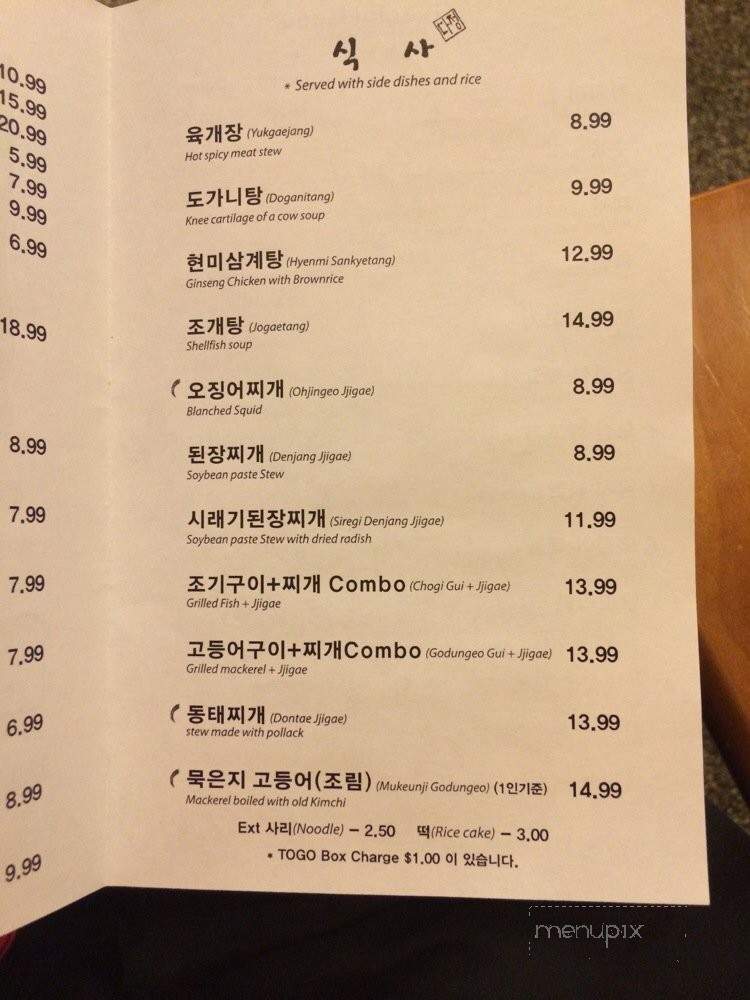 10.99
15.99
20.99
5.99
7.99
9.99
6.99
18.99
8.99
7.99
7.99
7.99
6.99
8.99
9.99
식 사
다정
* Served with side dishes and rice
육개장 (Yukgaejang) 8.99
Hot spicy meat stew
도가니탕 (Doganitang) 9.99
Knee cartilage of a cow soup
현미삼계탕 (Hyenmi Sankyetang) 12.99
Ginseng Chicken with Brownrice
조개탕 (Jogaetang) 14.99
Shellfish soup
오징어찌개 (Ohjingeo Jjigae) 8.99
Blanched Squid
된장찌개 (Denjang Jjigae) 8.99
Soybean paste Stew
시래기된장찌개 (Siregi Denjang Jjigae) 11.99
Soybean paste Stew with dried radish
조기구이+찌개 Combo (Chogi Gui + Jjigae) 13.99
Grilled Fish + Jjigae
고등어구이+찌개Combo (Godungeo Gui + Jjigae) 13.99
Grilled mackerel + Jjigae
동태찌개 (Dontae Jjigae) 13.99
stew made with pollack
묵은지 고등어(조림) (Mukeunji Godungeo) (1인기준) 14.99
Mackerel boiled with old Kimchi
Ext 사리(Noodle) – 2.50 떡(Rice cake) – 3.00
* TOGO Box Charge $1.00 이 있습니다.
menupix